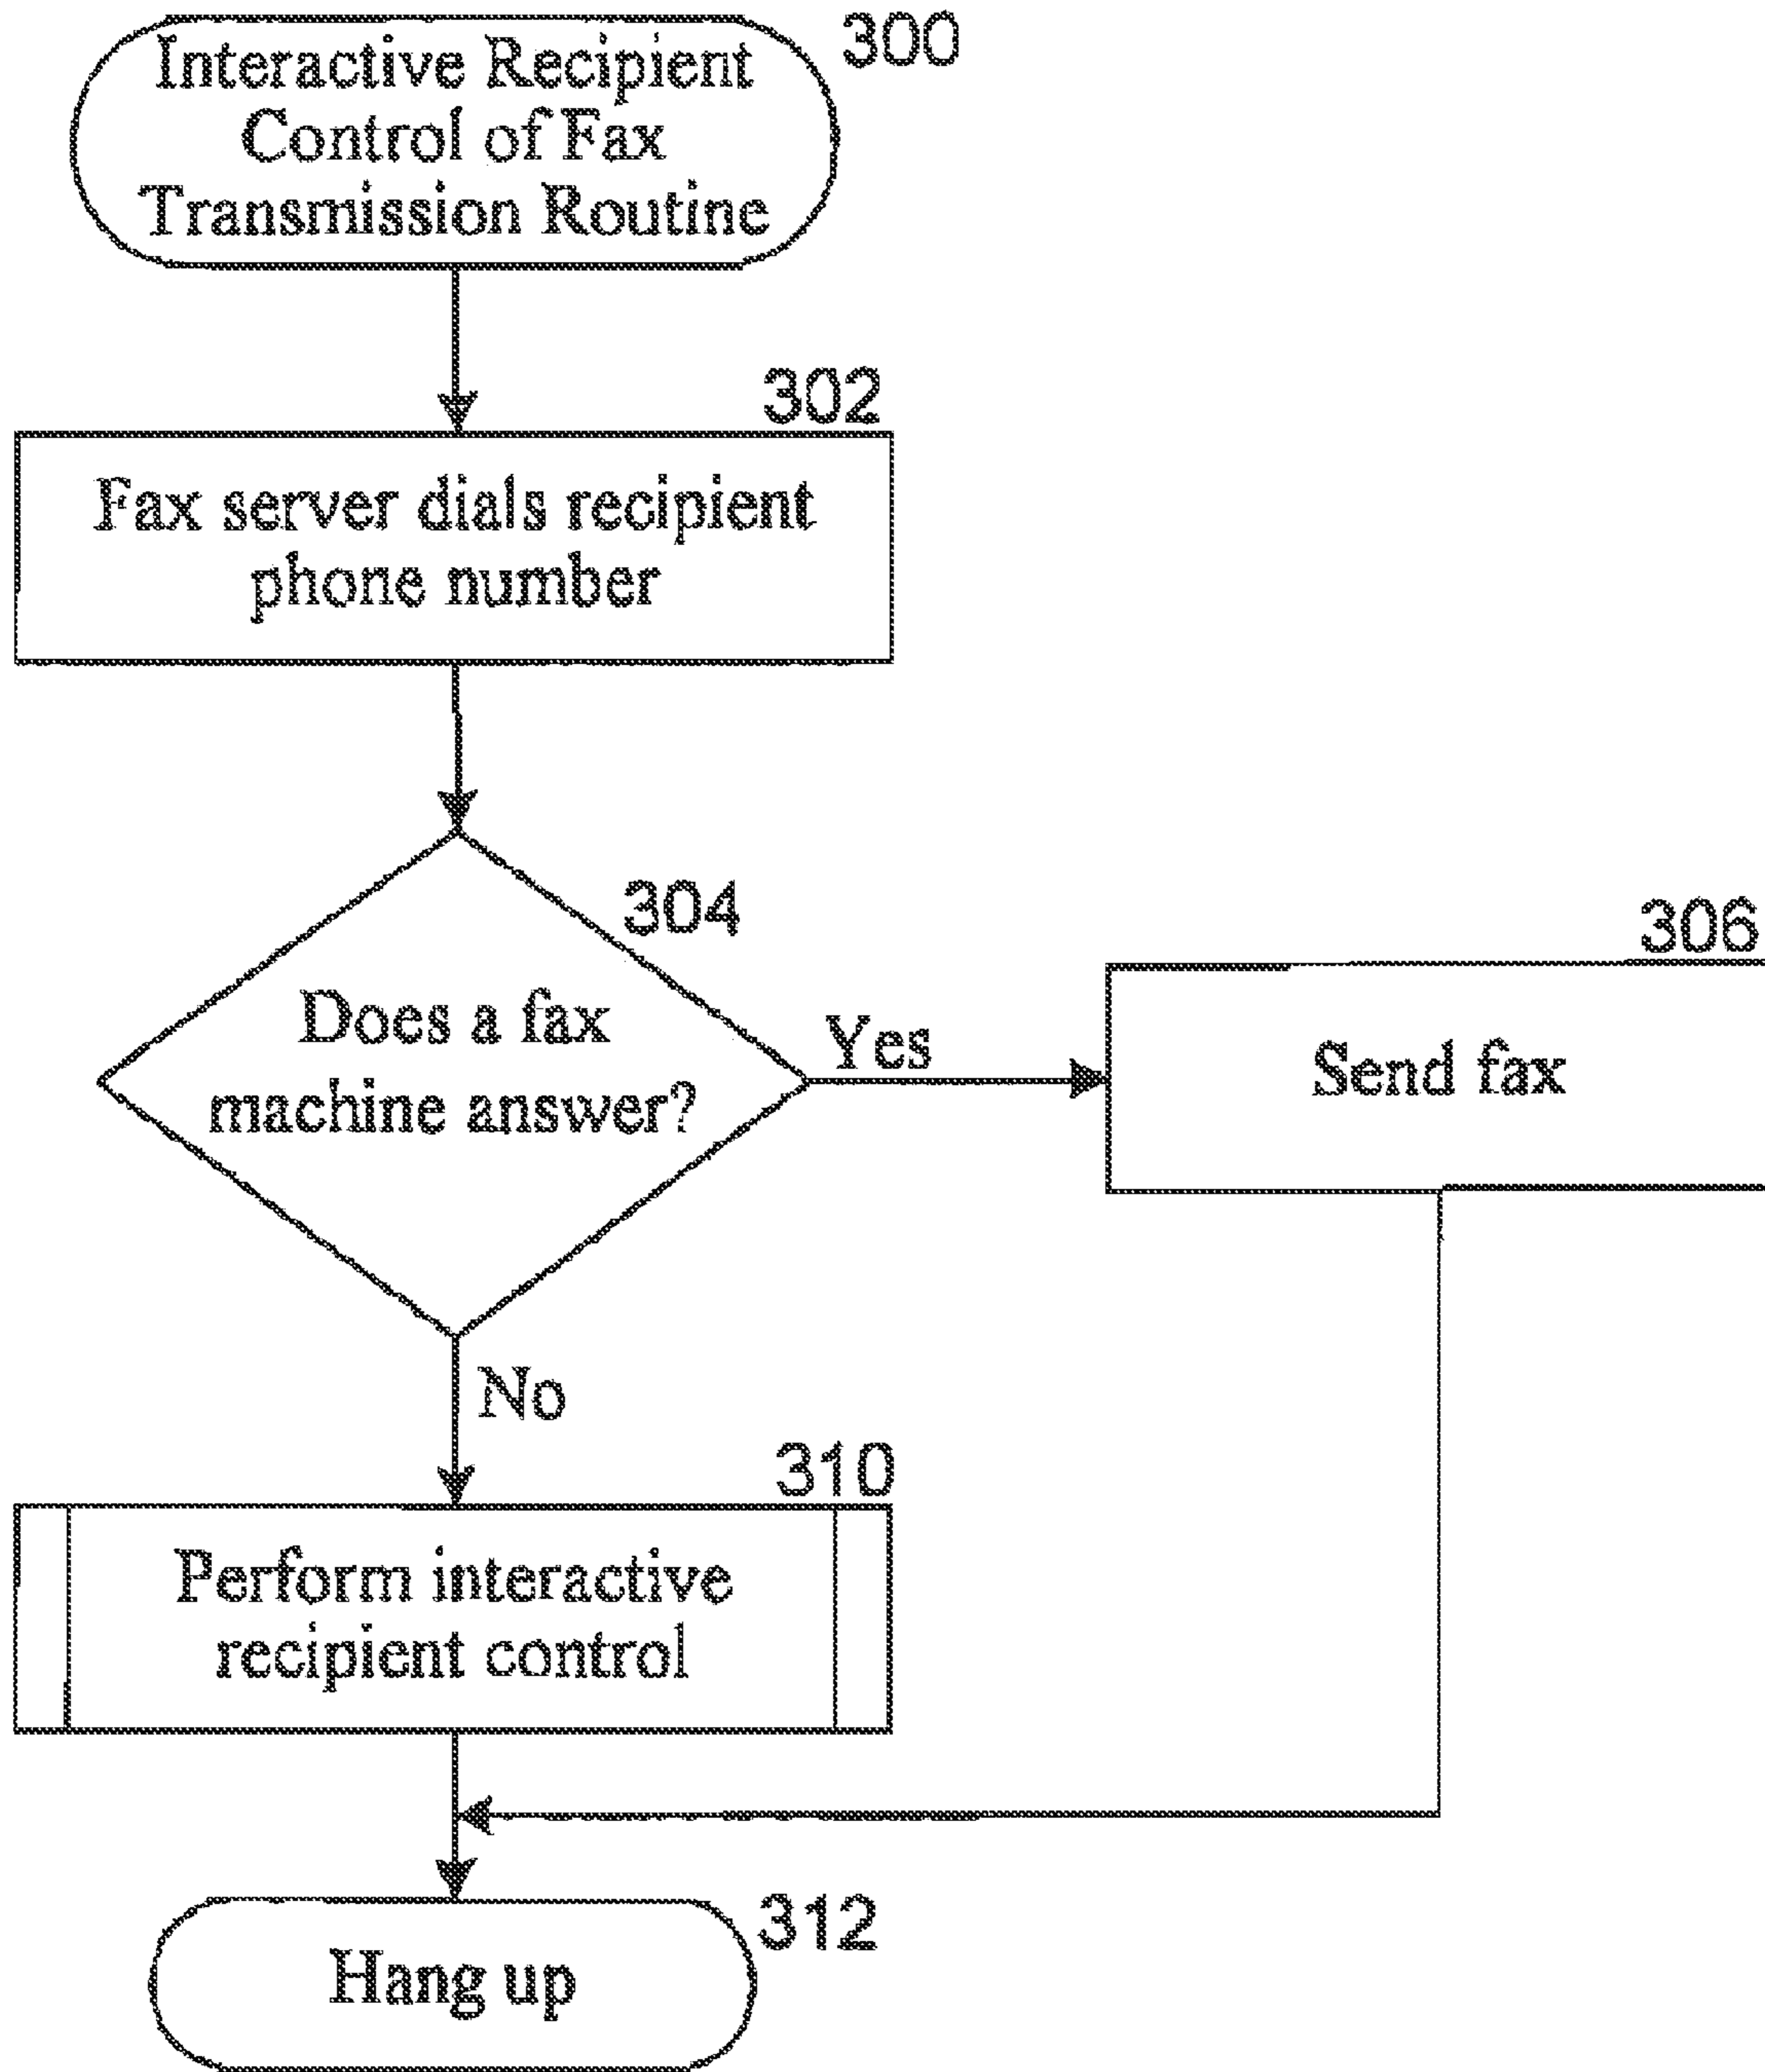 Interactive Recipient
Control of Fax
Transmission Routine
300
302
Fax server dials recipient
phone number
304
Does a fax
machine answer?
Yes
306
Send fax
No
310
Perform interactive
recipient control
312
Hang up